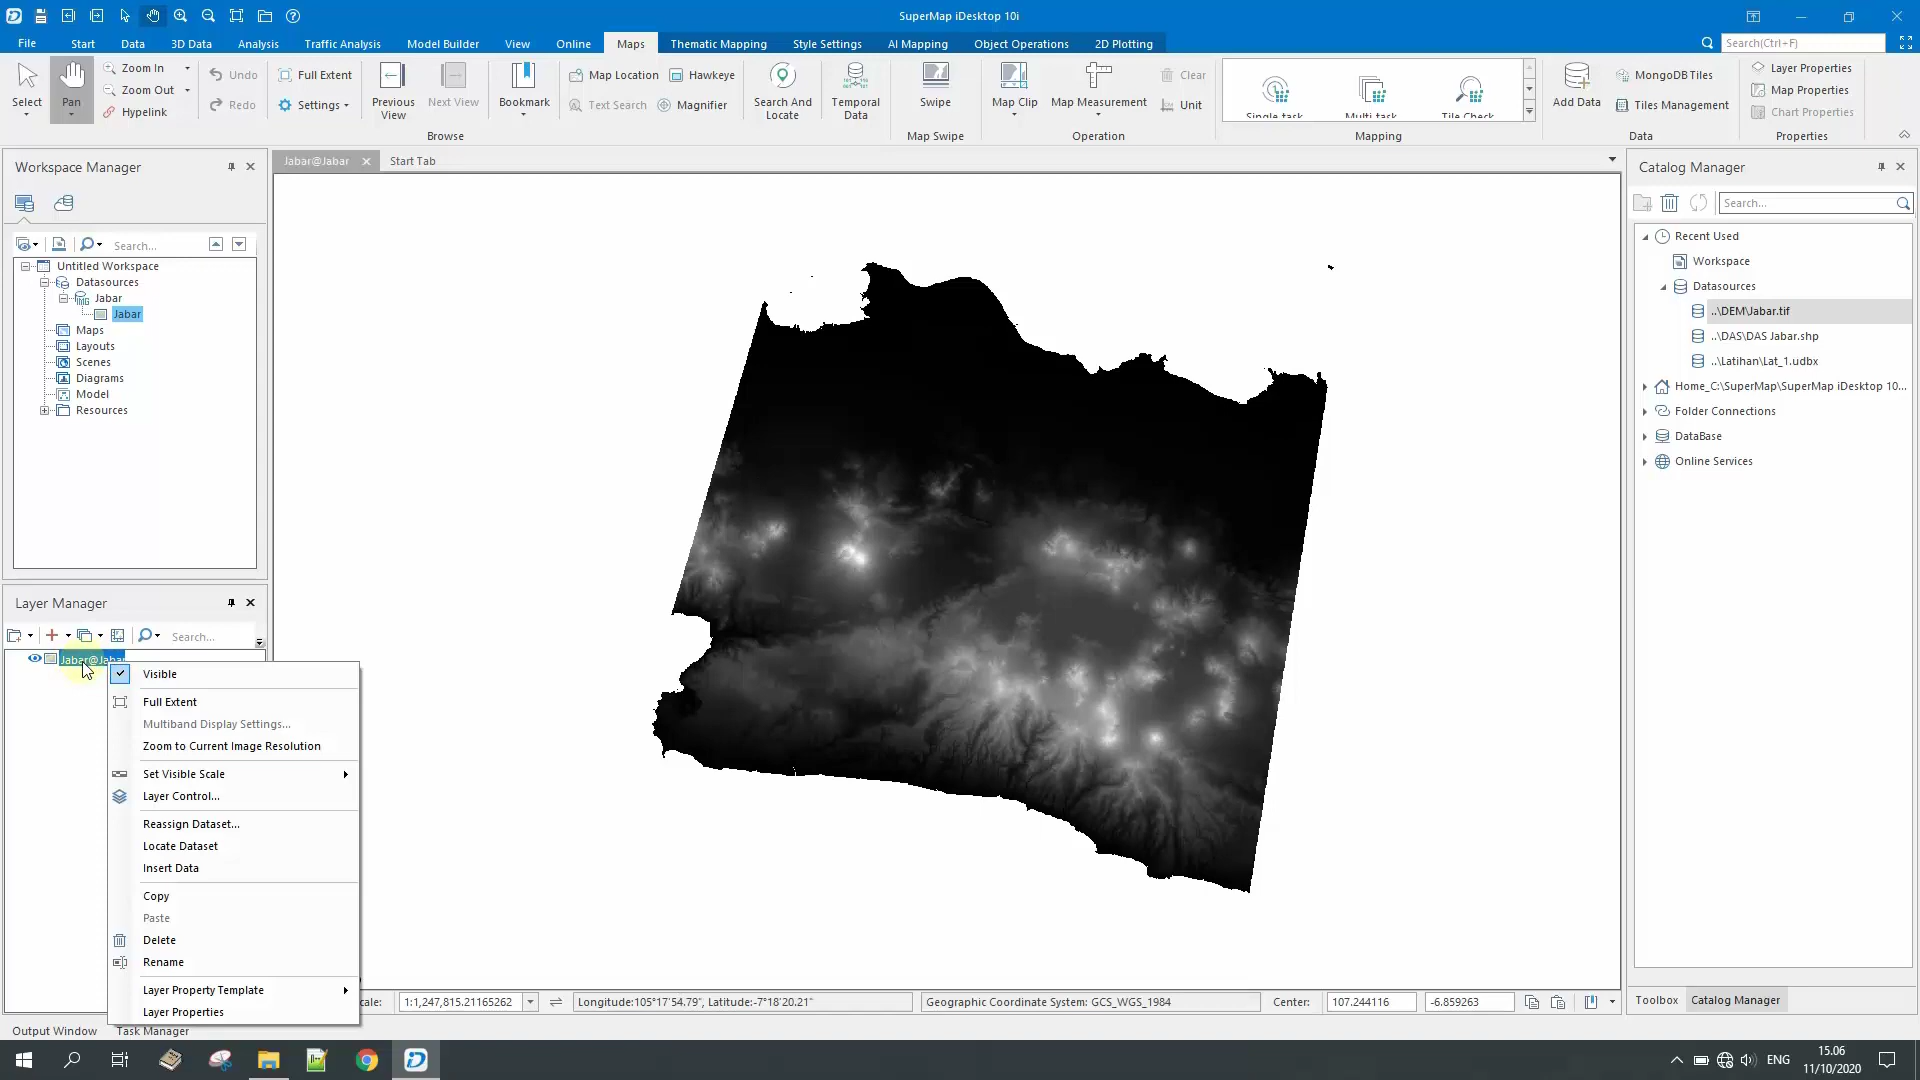 SuperMap iDesktop 10i
File
Start
Data
3D Data
Analysis
Traffic Analysis
Model Builder
View
Online
Maps
Thematic Mapping
Style Settings
AI Mapping
Object Operations
2D Plotting
Search(Ctrl+F)
Select
Pan
Zoom In
Zoom Out
Hypelink
Undo
Redo
Full Extent
Settings
Previous View
Next View
Bookmark
Map Location
Text Search
Hawkeye
Magnifier
Search And Locate
Temporal Data
Swipe
Map Clip
Map Measurement
Clear
Unit
Single task
Multi task
Tile Check
Add Data
MongoDB Tiles
Tiles Management
Layer Properties
Map Properties
Chart Properties
Browse
Map Swipe
Operation
Mapping
Data
Properties
Workspace Manager
Search...
Untitled Workspace
Datasources
Jabar
Jabar
Maps
Layouts
Scenes
Diagrams
Model
Resources
Layer Manager
Search...
Jabar@Jabar
Visible
Full Extent
Multiband Display Settings...
Zoom to Current Image Resolution
Set Visible Scale
Layer Control...
Reassign Dataset...
Locate Dataset
Insert Data
Copy
Paste
Delete
Rename
Layer Property Template
Layer Properties
Jabar@Jabar
Start Tab
Catalog Manager
Search...
Recent Used
Workspace
Datasources
..\DEM\Jabar.tif
..\DAS\DAS Jabar.shp
..\Latihan\Lat_1.udbx
Home_C:\SuperMap\SuperMap iDesktop 10...
Folder Connections
DataBase
Online Services
1:1,247,815.21165262
Longitude:105°17'54.79", Latitude:-7°18'20.21"
Geographic Coordinate System: GCS_WGS_1984
Center:
107.244116
-6.859263
Toolbox
Catalog Manager
Output Window
Task Manager
ENG
15.06
11/10/2020